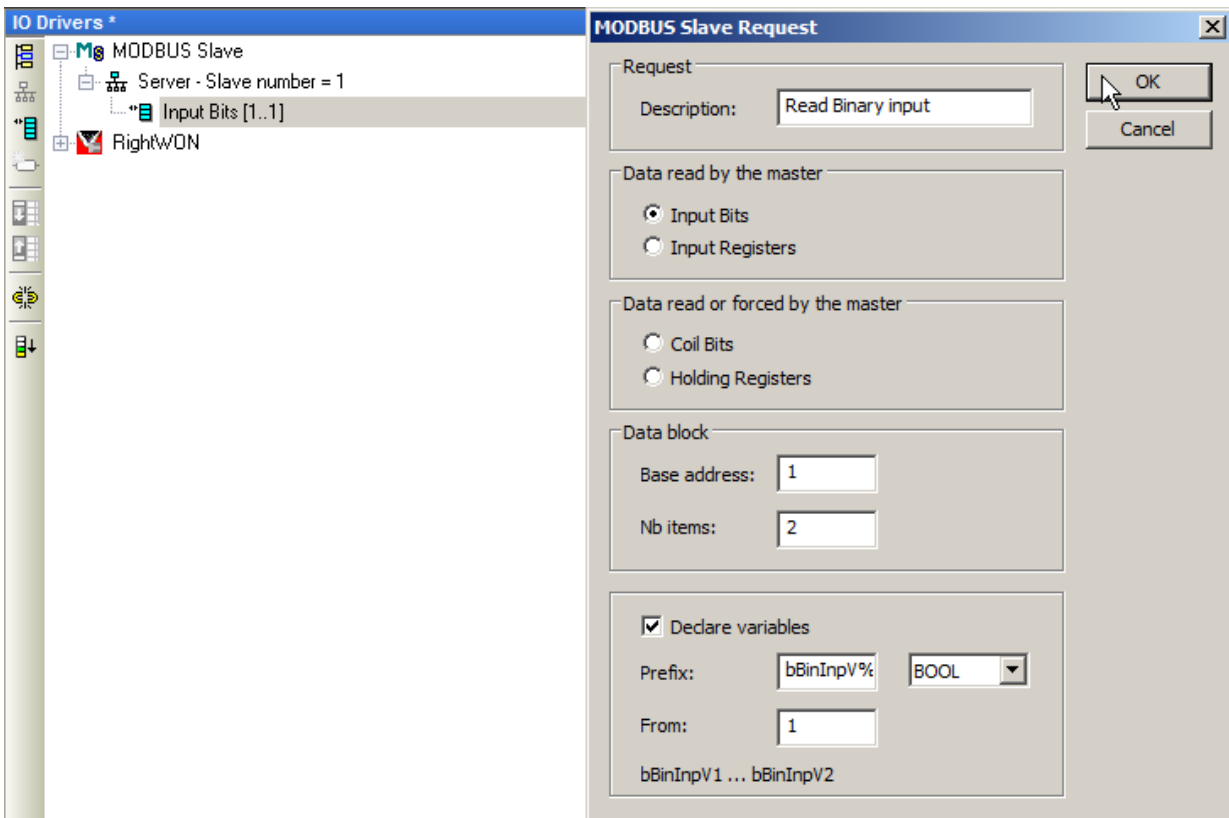 IO Drivers *
MODBUS Slave
Server - Slave number = 1
Input Bits [1..1]
RightWON
MODBUS Slave Request
Request
Description: Read Binary input
OK
Cancel
Data read by the master
Input Bits
Input Registers
Data read or forced by the master
Coil Bits
Holding Registers
Data block
Base address: 1
Nb items: 2
Declare variables
Prefix: bBinInpV% BOOL
From: 1
bBinInpV1 ... bBinInpV2